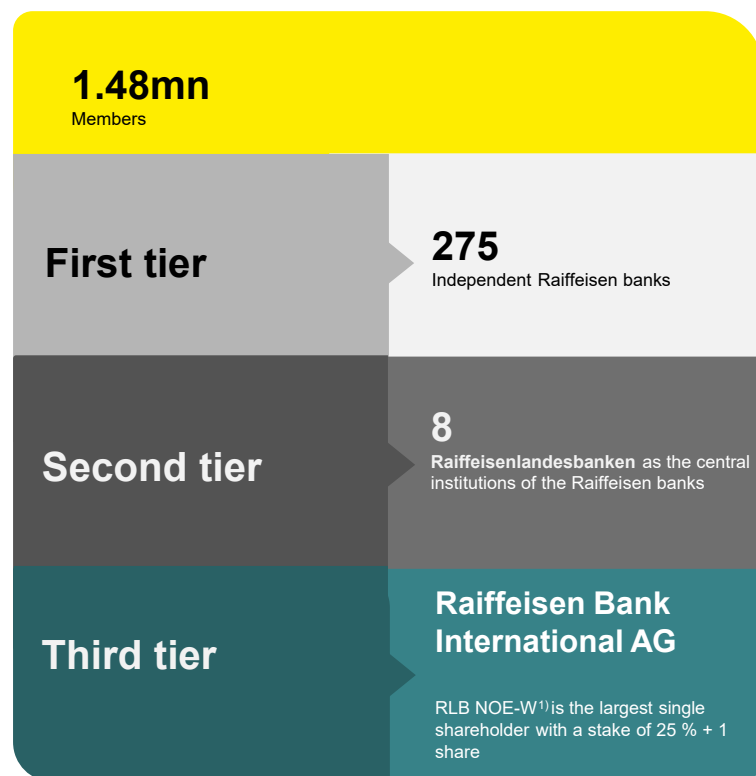 1.48mn
Members
First tier
275
Independent Raiffeisen banks
Second tier
8
Raiffeisenlandesbanken as the central
institutions of the Raiffeisen banks
Third tier
Raiffeisen Bank
International AG
RLB NOE-W¹⁾ is the largest single
shareholder with a stake of 25 % + 1
share